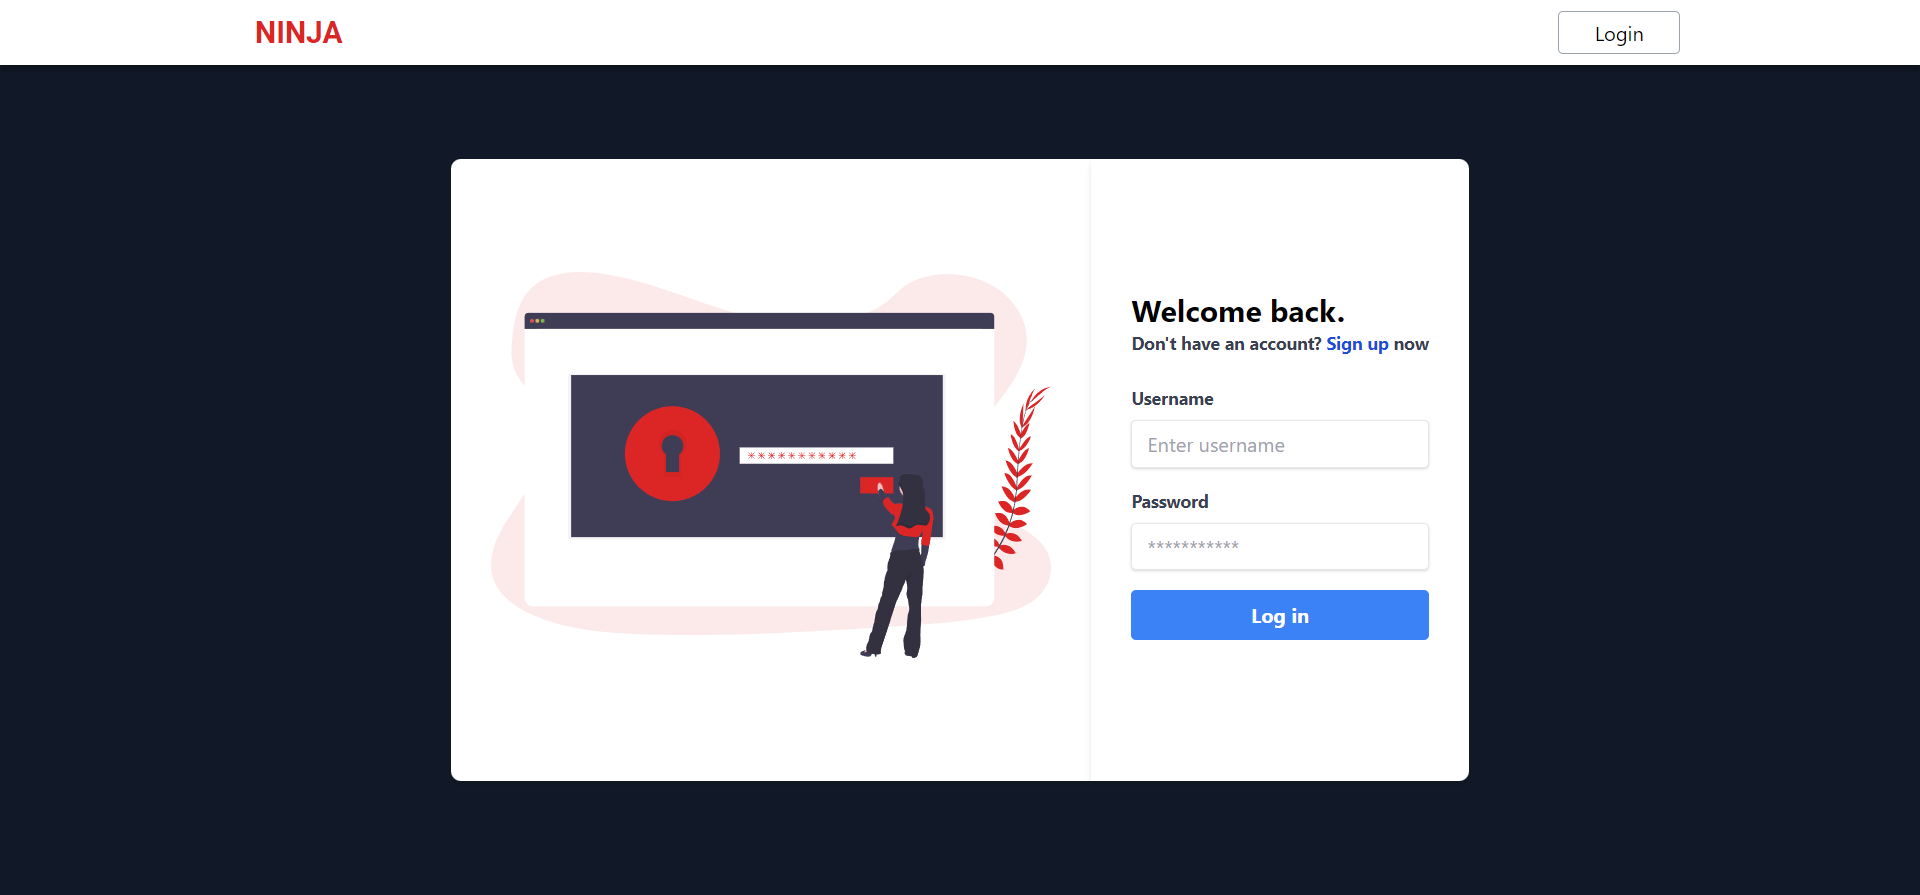 NINJA
Login
Welcome back.
Don't have an account? Sign up now
Username
Enter username
Password
***********
***********
Log in